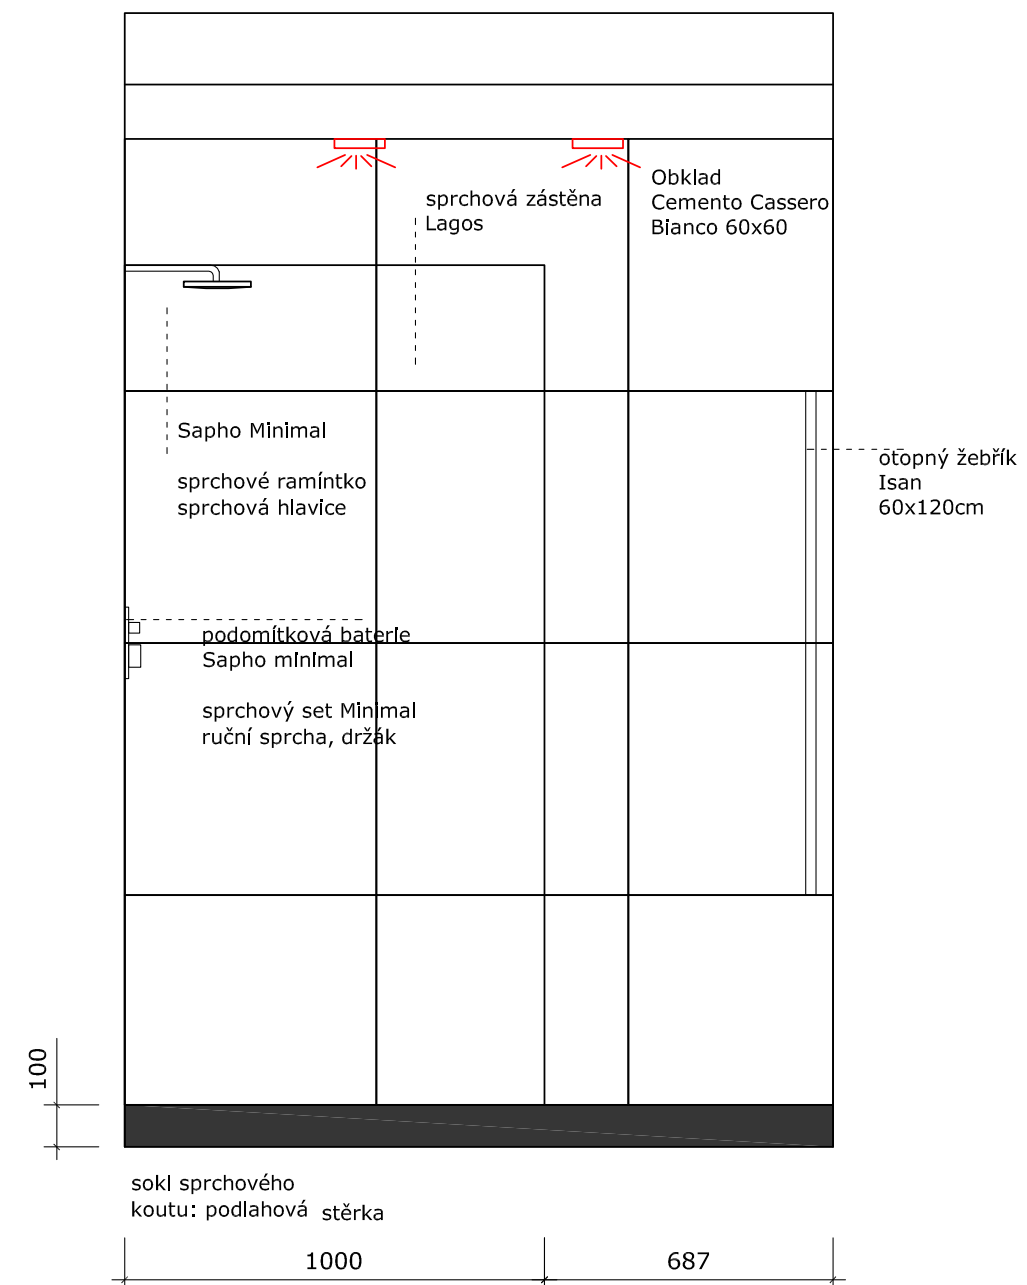 Obklad
Cemento Cassero
Bianco 60x60
sprchová zástěna
Lagos
Sapho Minimal
sprchové ramíntko
sprchová hlavice
otopný žebřík
Isan
60x120cm
podomítková baterie
Sapho minimal
sprchový set Minimal
ruční sprcha, držák
100
sokl sprchového
koutu: podlahová stěrka
1000
687